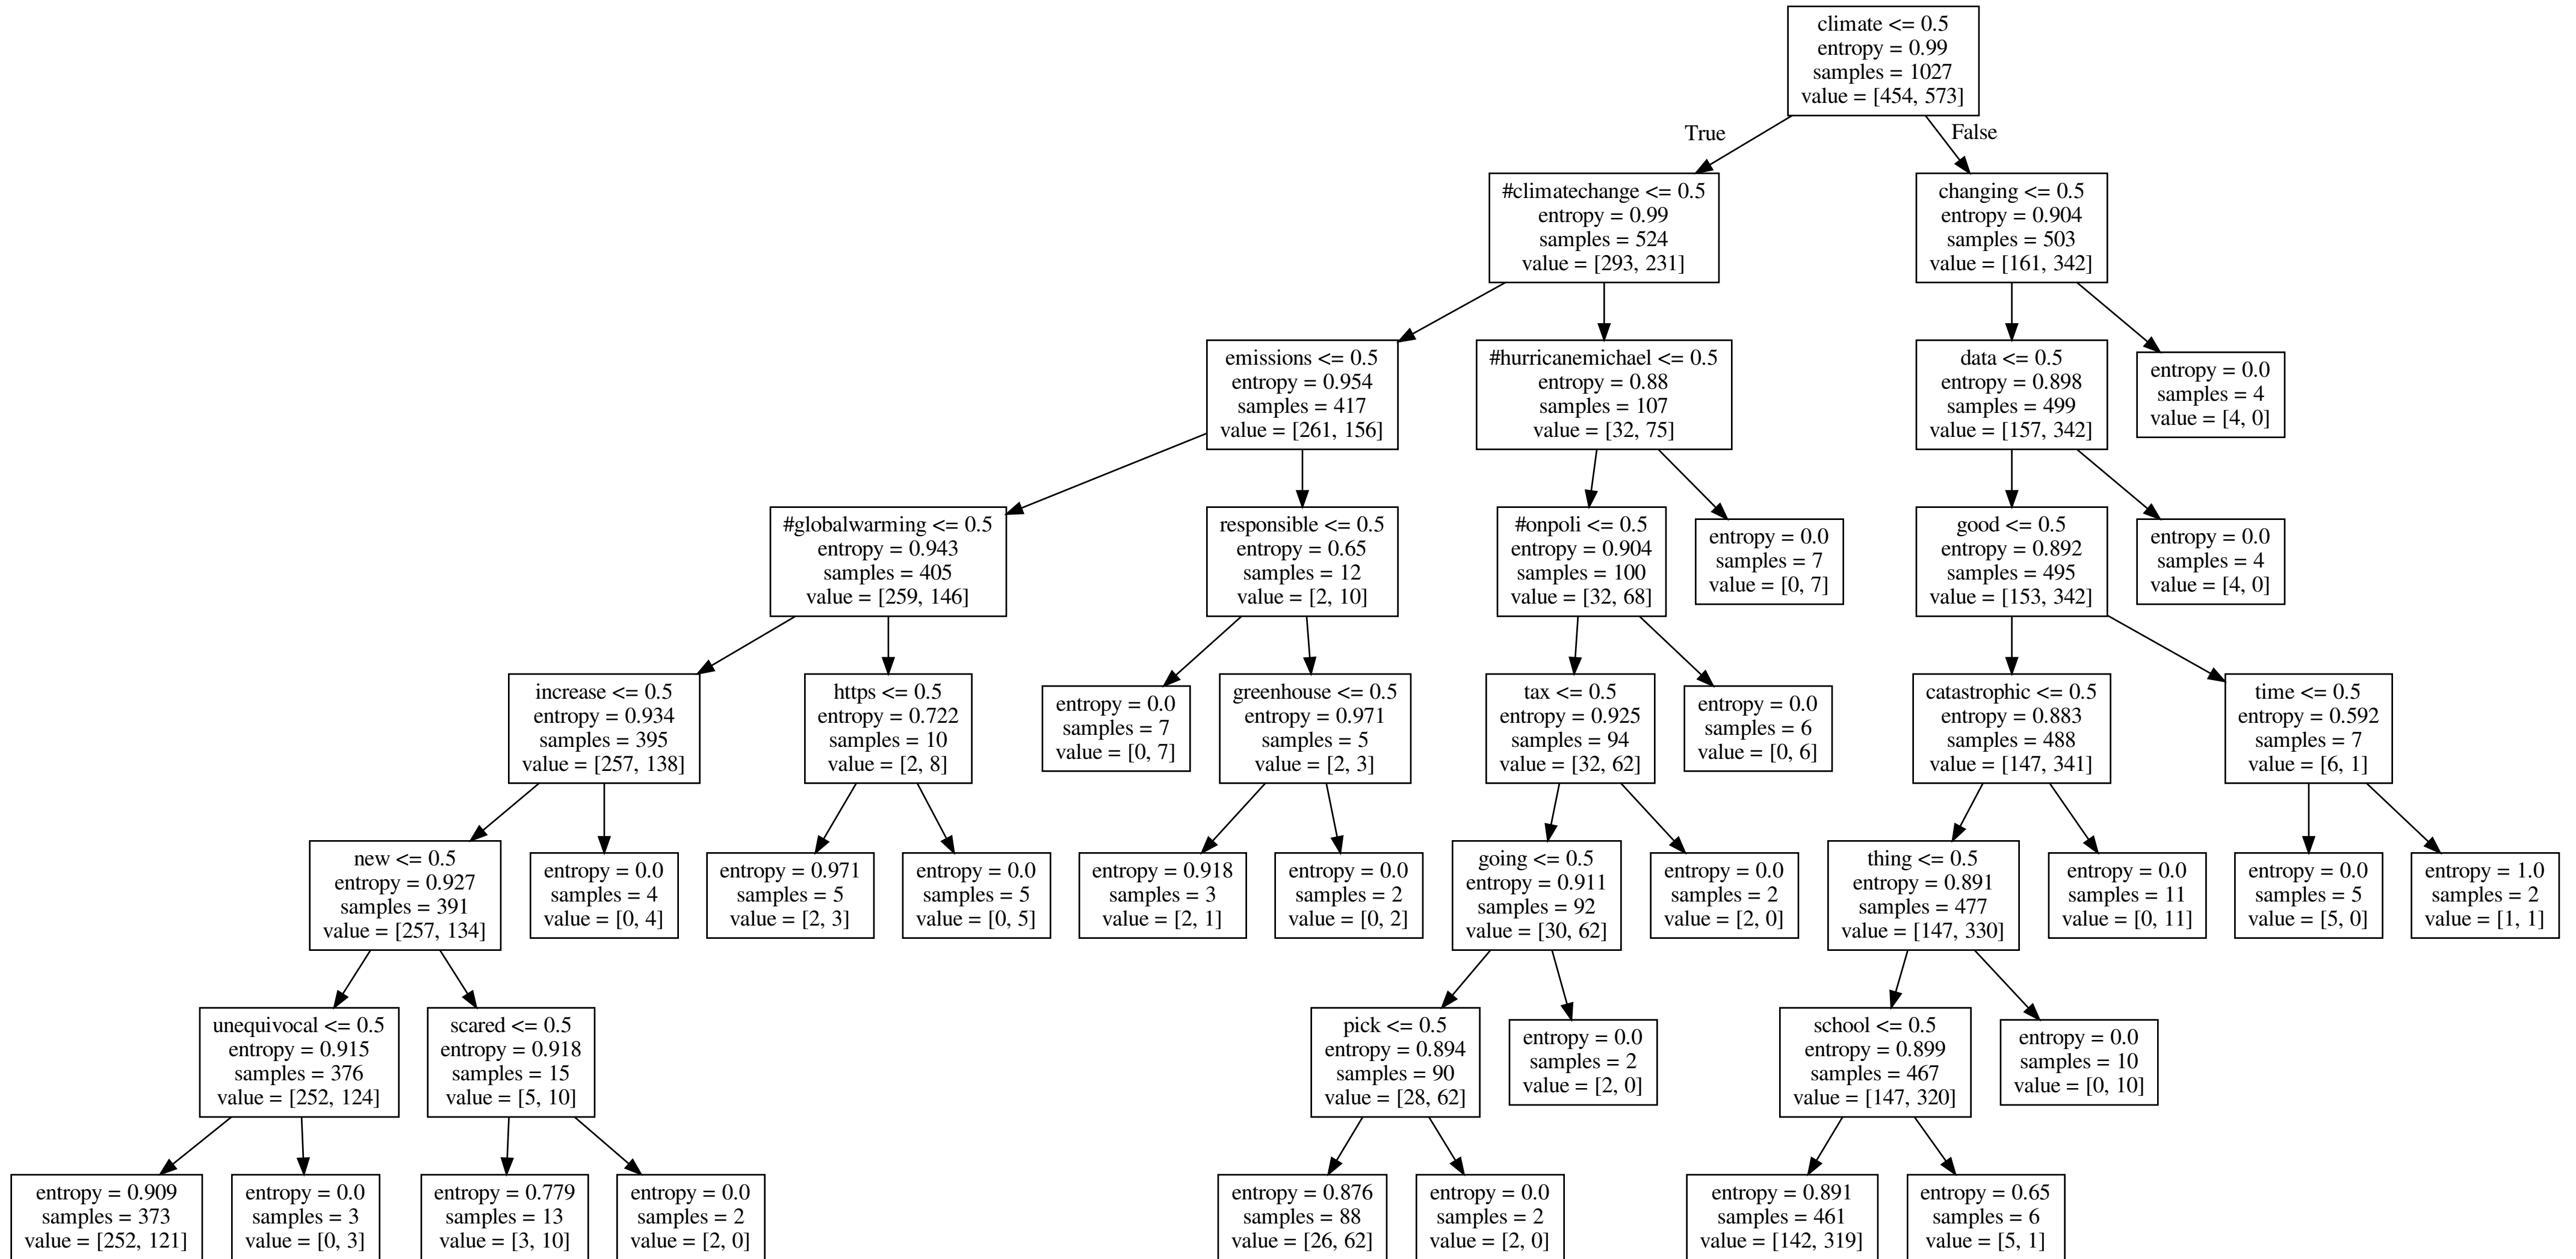 climate <= 0.5
entropy = 0.99
samples = 1027
value = [454, 573]
True
False
#climatechange <= 0.5
entropy = 0.99
samples = 524
value = [293, 231]
changing <= 0.5
entropy = 0.904
samples = 503
value = [161, 342]
emissions <= 0.5
entropy = 0.954
samples = 417
value = [261, 156]
#hurricanemichael <= 0.5
entropy = 0.88
samples = 107
value = [32, 75]
data <= 0.5
entropy = 0.898
samples = 499
value = [157, 342]
entropy = 0.0
samples = 4
value = [4, 0]
#globalwarming <= 0.5
entropy = 0.943
samples = 405
value = [259, 146]
responsible <= 0.5
entropy = 0.65
samples = 12
value = [2, 10]
#onpoli <= 0.5
entropy = 0.904
samples = 100
value = [32, 68]
entropy = 0.0
samples = 7
value = [0, 7]
good <= 0.5
entropy = 0.892
samples = 495
value = [153, 342]
entropy = 0.0
samples = 4
value = [4, 0]
increase <= 0.5
entropy = 0.934
samples = 395
value = [257, 138]
https <= 0.5
entropy = 0.722
samples = 10
value = [2, 8]
entropy = 0.0
samples = 7
value = [0, 7]
greenhouse <= 0.5
entropy = 0.971
samples = 5
value = [2, 3]
tax <= 0.5
entropy = 0.925
samples = 94
value = [32, 62]
entropy = 0.0
samples = 6
value = [0, 6]
catastrophic <= 0.5
entropy = 0.883
samples = 488
value = [147, 341]
time <= 0.5
entropy = 0.592
samples = 7
value = [6, 1]
new <= 0.5
entropy = 0.927
samples = 391
value = [257, 134]
entropy = 0.0
samples = 4
value = [0, 4]
entropy = 0.971
samples = 5
value = [2, 3]
entropy = 0.0
samples = 5
value = [0, 5]
entropy = 0.918
samples = 3
value = [2, 1]
entropy = 0.0
samples = 2
value = [0, 2]
going <= 0.5
entropy = 0.911
samples = 92
value = [30, 62]
entropy = 0.0
samples = 2
value = [2, 0]
thing <= 0.5
entropy = 0.891
samples = 477
value = [147, 330]
entropy = 0.0
samples = 11
value = [0, 11]
entropy = 0.0
samples = 5
value = [5, 0]
entropy = 1.0
samples = 2
value = [1, 1]
unequivocal <= 0.5
entropy = 0.915
samples = 376
value = [252, 124]
scared <= 0.5
entropy = 0.918
samples = 15
value = [5, 10]
pick <= 0.5
entropy = 0.894
samples = 90
value = [28, 62]
entropy = 0.0
samples = 2
value = [2, 0]
school <= 0.5
entropy = 0.899
samples = 467
value = [147, 320]
entropy = 0.0
samples = 10
value = [0, 10]
entropy = 0.909
samples = 373
value = [252, 121]
entropy = 0.0
samples = 3
value = [0, 3]
entropy = 0.779
samples = 13
value = [3, 10]
entropy = 0.0
samples = 2
value = [2, 0]
entropy = 0.876
samples = 88
value = [26, 62]
entropy = 0.0
samples = 2
value = [2, 0]
entropy = 0.891
samples = 461
value = [142, 319]
entropy = 0.65
samples = 6
value = [5, 1]